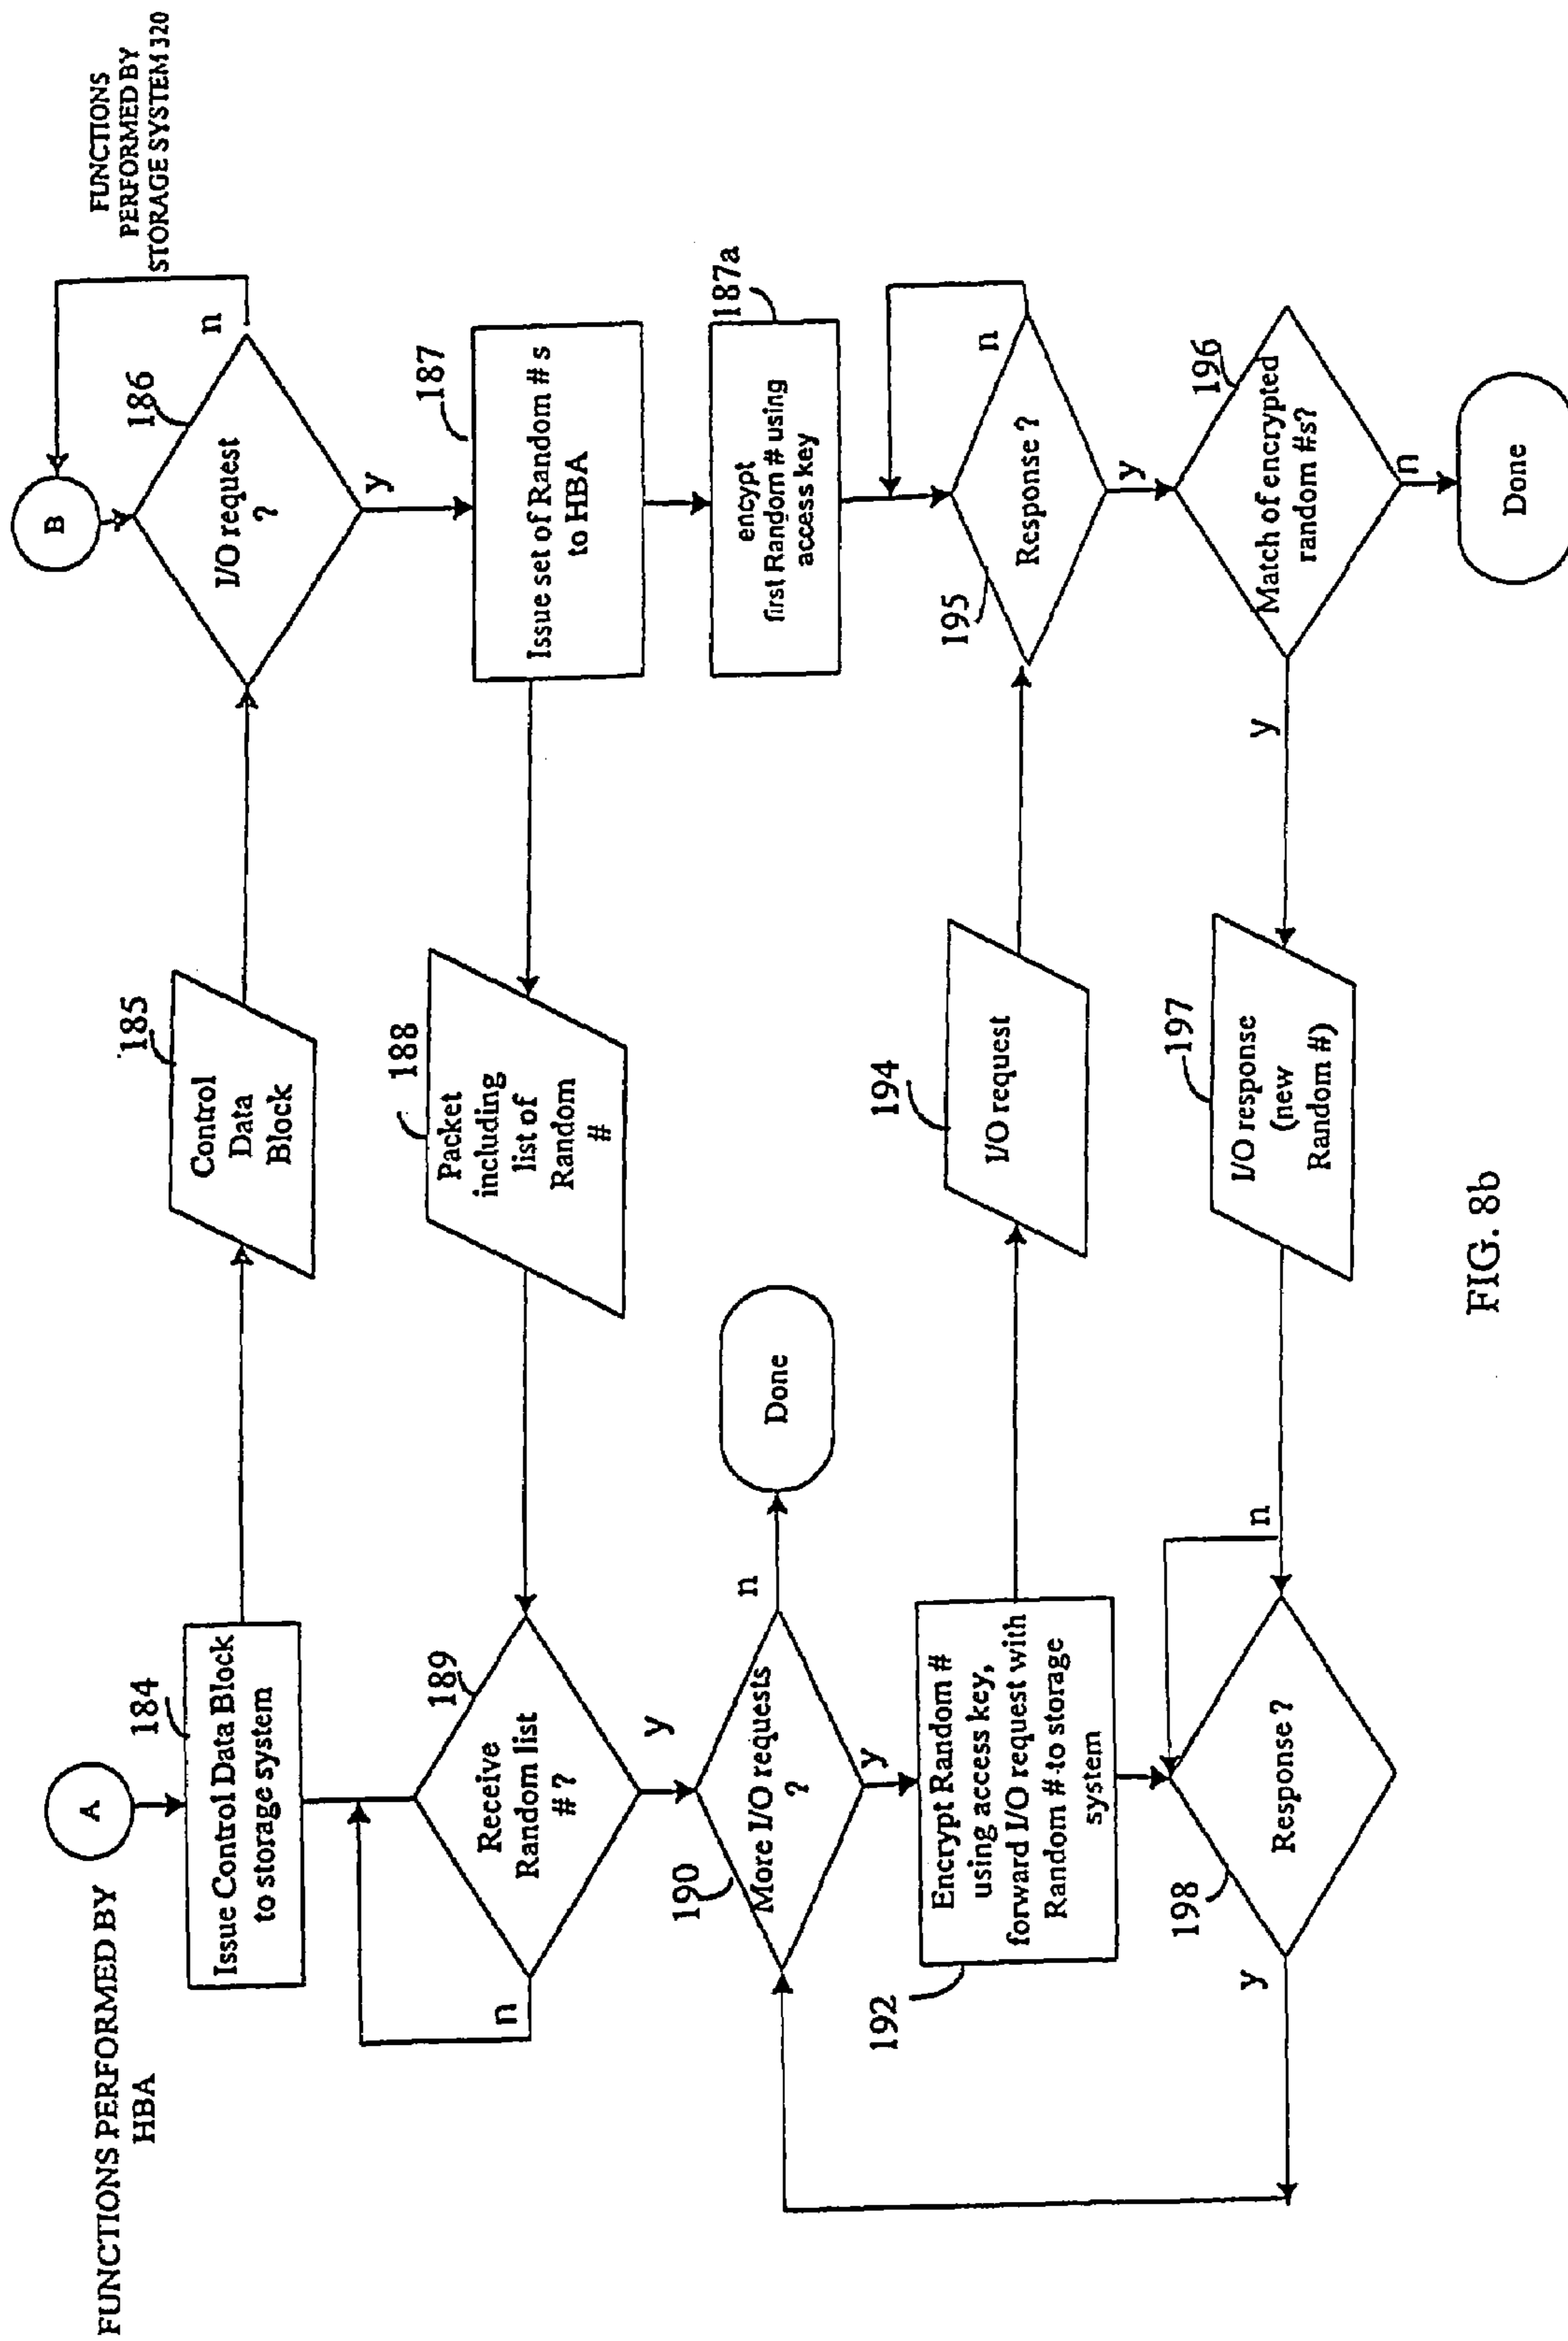 FUNCTIONS PERFORMED BY
HBA
FUNCTIONS
PERFORMED BY
STORAGE SYSTEM 320
A
B
184
Issue Control Data Block
to storage system
185
Control
Data
Block
186
I/O request
?
n
y
187
Issue set of Random #s
to HBA
188
Packet
including
list of
Random
#
189
Receive
Random list
# ?
n
y
187a
encrypt
first Random # using
access key
190
More I/O requests
?
n
Done
y
192
Encrypt Random #
using access key,
forward I/O request with
Random # to storage
system
194
I/O request
195
Response ?
n
y
196
Match of encrypted
random #s?
y
n
Done
197
I/O response
(new
Random #)
198
Response ?
n
y
FIG. 8b